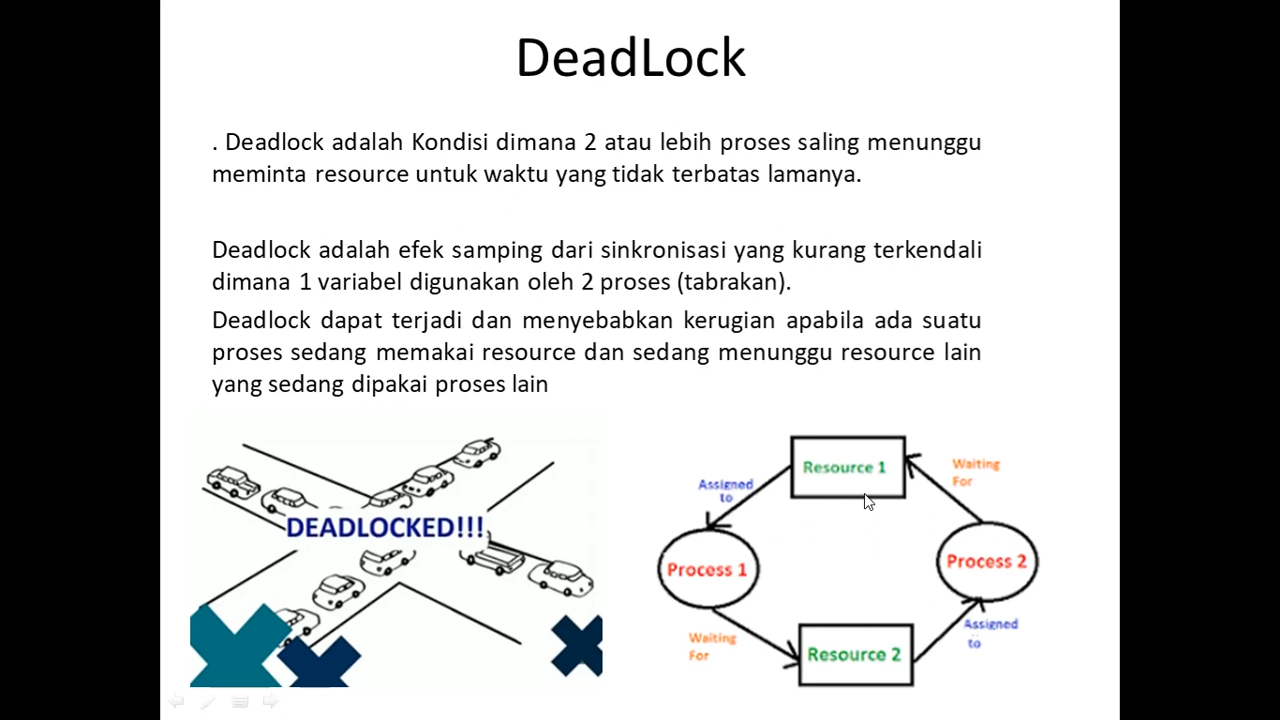 DeadLock
. Deadlock adalah Kondisi dimana 2 atau lebih proses saling menunggu
meminta resource untuk waktu yang tidak terbatas lamanya.
Deadlock adalah efek samping dari sinkronisasi yang kurang terkendali
dimana 1 variabel digunakan oleh 2 proses (tabrakan).
Deadlock dapat terjadi dan menyebabkan kerugian apabila ada suatu
proses sedang memakai resource dan sedang menunggu resource lain
yang sedang dipakai proses lain
DEADLOCKED!!!
Resource 1
Assigned
to
Waiting
For
Process 1
Process 2
Waiting
For
Assigned
to
Resource 2